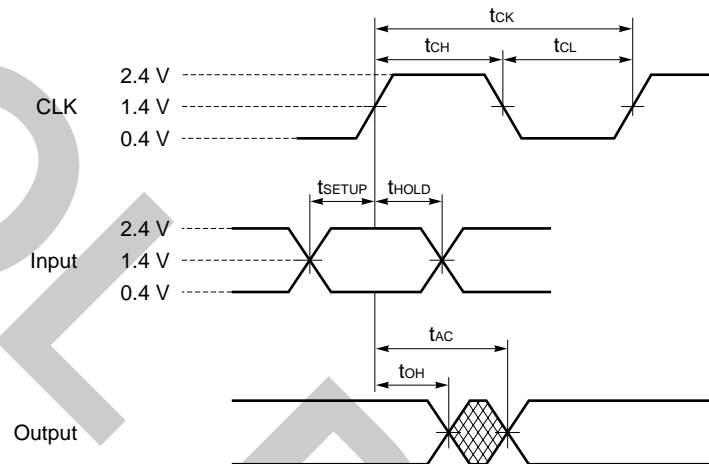 tCK
tCH
tCL
2.4 V
CLK
1.4 V
0.4 V
tSETUP
tHOLD
2.4 V
Input
1.4 V
0.4 V
tAC
tOH
Output